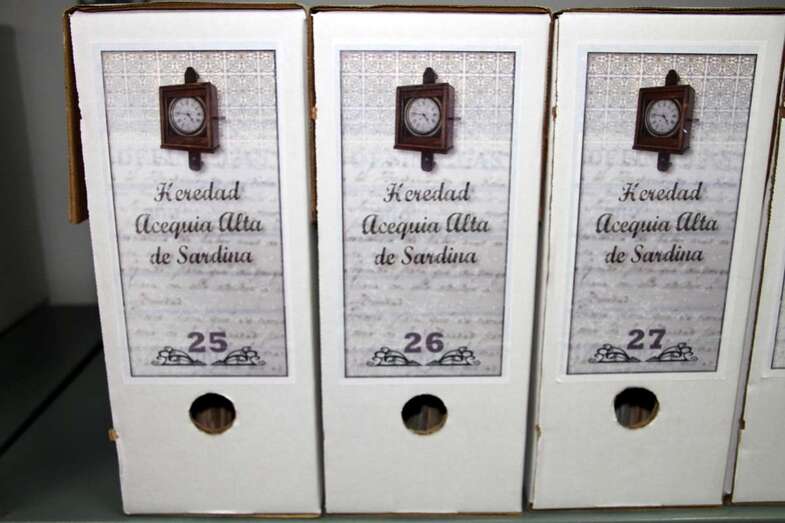 Heredad
Acequia Alta
de Sardina
25
Heredad
Acequia Alta
de Sardina
26
Heredad
Acequia Alta
de Sardina
27